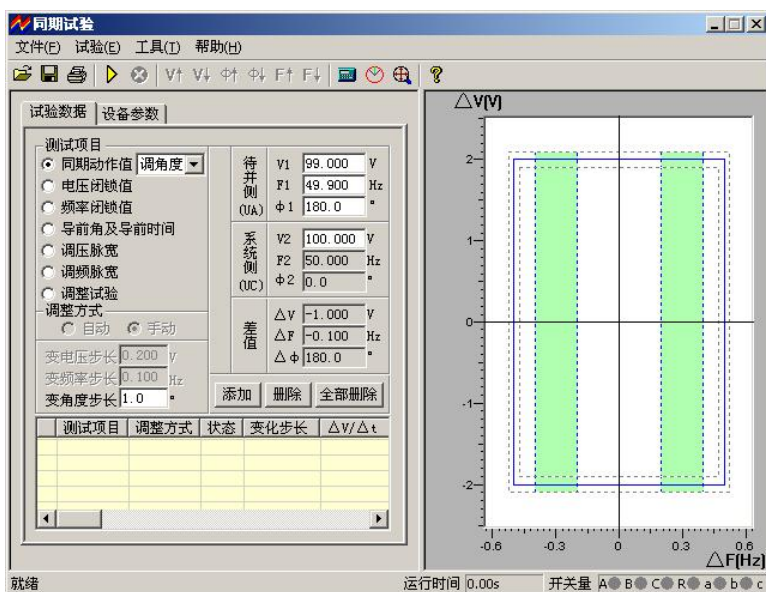 同期试验
文件(F) 试验(E) 工具(T) 帮助(H)
V↑ V↓ Φ↑ Φ↓ F↑ F↓
试验数据 设备参数
测试项目
同期动作值 调角度
电压闭锁值
频率闭锁值
导前角及导前时间
调压脉宽
调频脉宽
调整试验
调整方式
自动 手动
变电压步长 0.200 V
变频率步长 0.100 Hz
变角度步长 1.0 °
待并侧(UA)
V1 99.000 V
F1 49.900 Hz
Φ1 180.0 °
系统侧(UC)
V2 100.000 V
F2 50.000 Hz
Φ2 0.0 °
差值
△V -1.000 V
△F -0.100 Hz
△Φ 180.0 °
添加 删除 全部删除
测试项目 调整方式 状态 变化步长 △V/△t
△V(V)
2
1
0
-1
-2
-0.6 -0.3 0 0.3 0.6
△F(Hz)
就绪 运行时间 0.00s 开关量 A B C R a b c